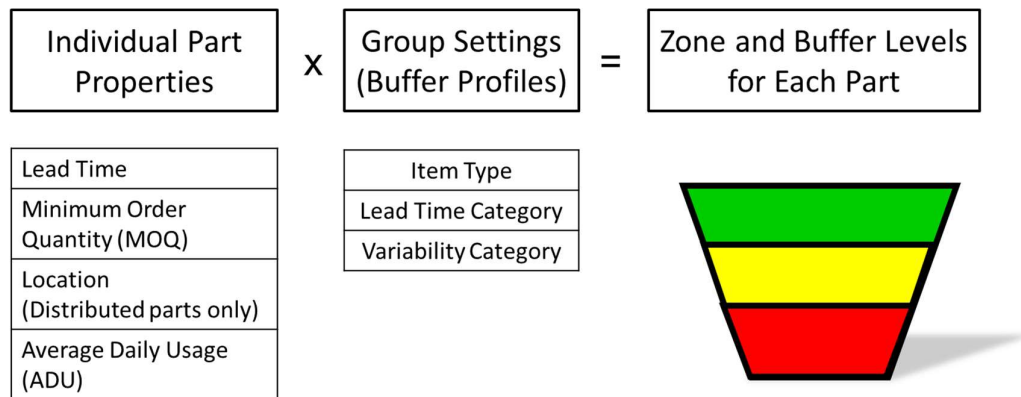 Individual Part
Properties
x
Group Settings
(Buffer Profiles)
=
Zone and Buffer Levels
for Each Part
Lead Time
Minimum Order
Quantity (MOQ)
Location
(Distributed parts only)
Average Daily Usage
(ADU)
Item Type
Lead Time Category
Variability Category